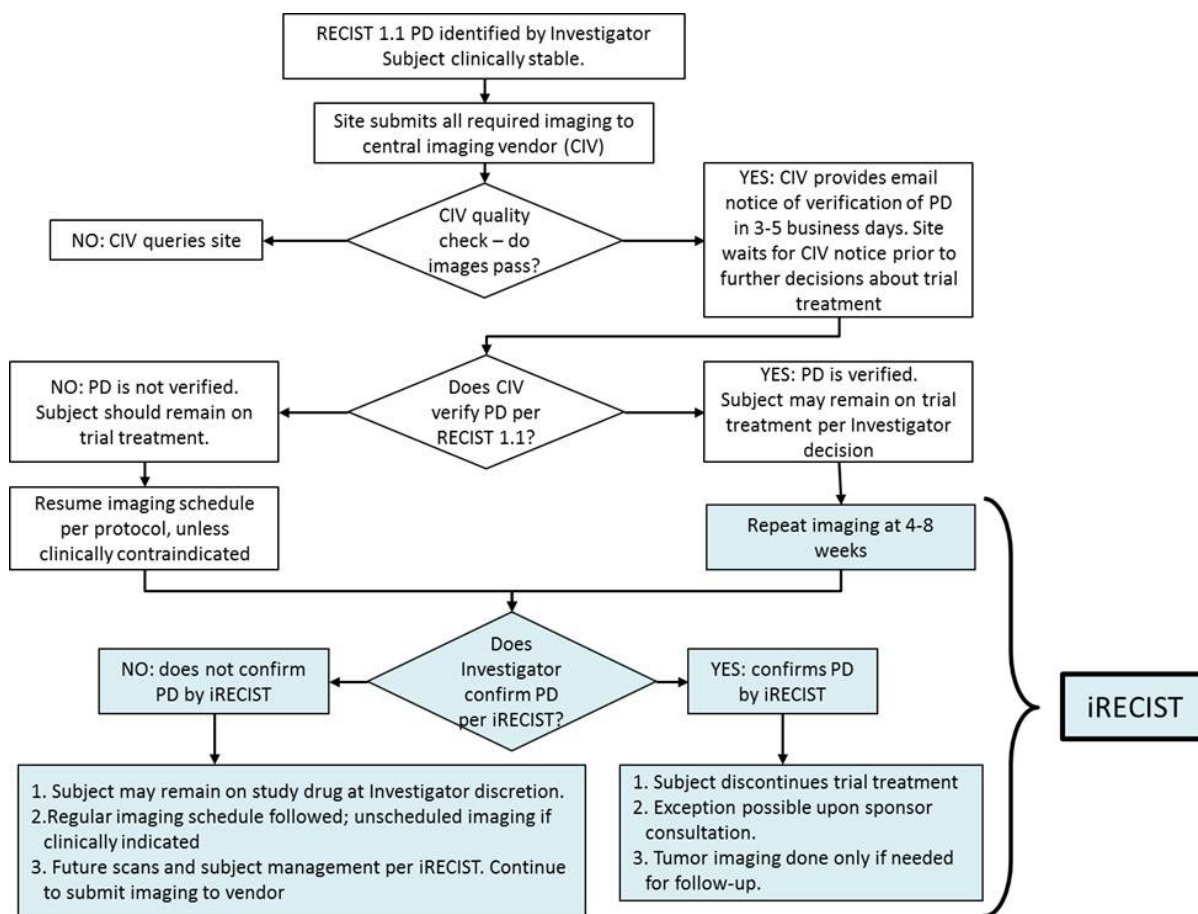 RECIST 1.1 PD identified by Investigator
Subject clinically stable.
Site submits all required imaging to
central imaging vendor (CIV)
CIV quality
check – do
images pass?
NO: CIV queries site
YES: CIV provides email
notice of verification of PD
in 3-5 business days. Site
waits for CIV notice prior to
further decisions about trial
treatment
Does CIV
verify PD per
RECIST 1.1?
NO: PD is not verified.
Subject should remain on
trial treatment.
YES: PD is verified.
Subject may remain on trial
treatment per Investigator
decision
Resume imaging schedule
per protocol, unless
clinically contraindicated
Repeat imaging at 4-8
weeks
Does
Investigator
confirm PD
per iRECIST?
NO: does not confirm
PD by iRECIST
YES: confirms PD
by iRECIST
iRECIST
1. Subject may remain on study drug at Investigator discretion.
2.Regular imaging schedule followed; unscheduled imaging if
clinically indicated
3. Future scans and subject management per iRECIST. Continue
to submit imaging to vendor
1. Subject discontinues trial treatment
2. Exception possible upon sponsor
consultation.
3. Tumor imaging done only if needed
for follow-up.